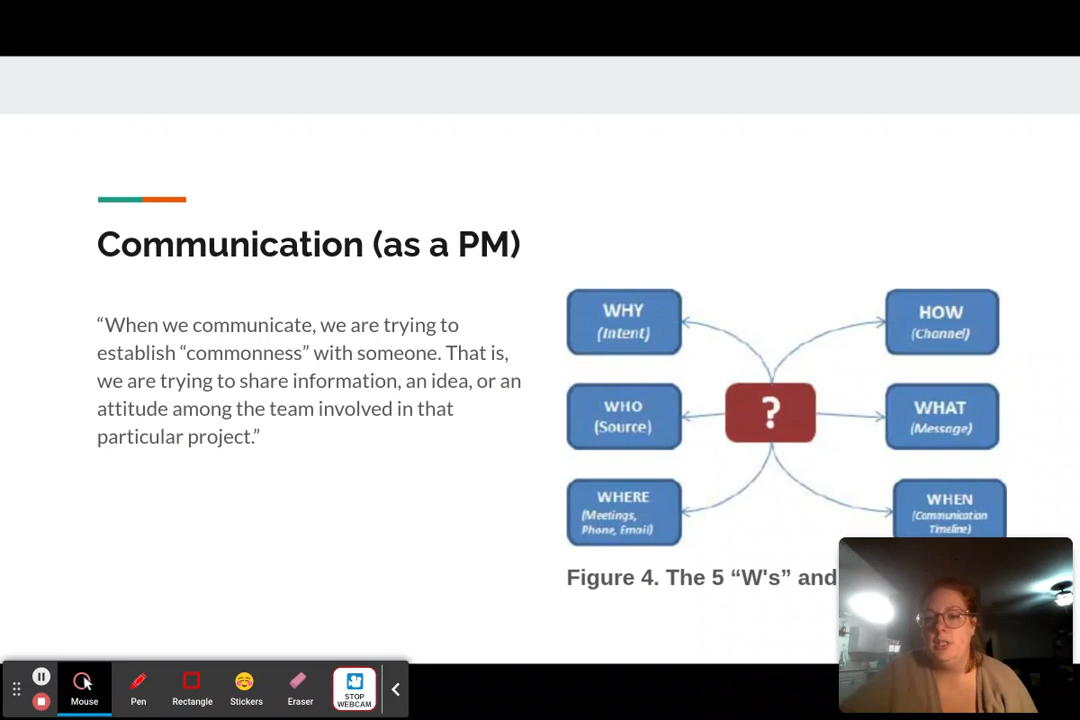 Communication (as a PM)
“When we communicate, we are trying to
establish “commonness” with someone. That is,
we are trying to share information, an idea, or an
attitude among the team involved in that
particular project.”
WHY
(Intent)
HOW
(Channel)
WHO
(Source)
?
WHAT
(Message)
WHERE
(Meetings,
Phone, Email)
WHEN
(Communication
Timeline)
Figure 4. The 5 “W's” and
Mouse
Pen
Rectangle
Stickers
Eraser
STOP
WEBCAM